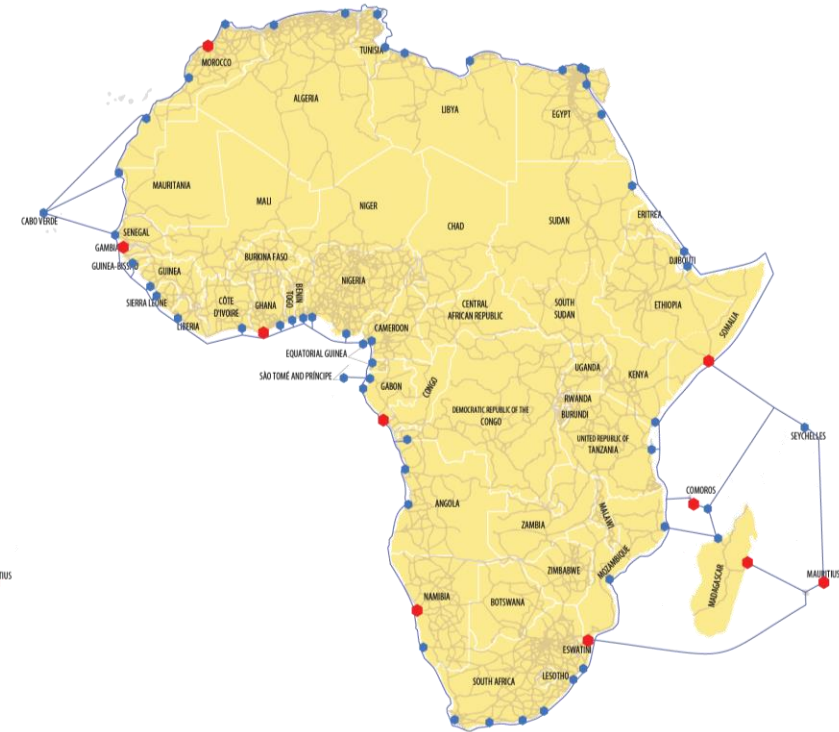 TUNISIA
MOROCCO
ALGERIA
LIBYA
EGYPT
MAURITANIA
MALI
NIGER
CHAD
SUDAN
ERITREA
CABO VERDE
SENEGAL
GAMBIA
GUINEA-BISSAU
GUINEA
BURKINA FASO
DJIBOUTI
NIGERIA
SIERRA LEONE
CÔTE
D'IVOIRE
GHANA
TOGO
BENIN
LIBERIA
CENTRAL
AFRICAN REPUBLIC
SOUTH
SUDAN
ETHIOPIA
SOMALIA
CAMEROON
EQUATORIAL GUINEA
SÃO TOMÉ AND PRÍNCIPE
GABON
CONGO
UGANDA
KENYA
RWANDA
BURUNDI
DEMOCRATIC REPUBLIC OF THE
CONGO
UNITED REPUBLIC OF
TANZANIA
SEYCHELLES
COMOROS
ANGOLA
ZAMBIA
MALAWI
MOZAMBIQUE
ZIMBABWE
MADAGASCAR
TIUS
MAURITIUS
NAMIBIA
BOTSWANA
ESWATINI
SOUTH AFRICA
LESOTHO